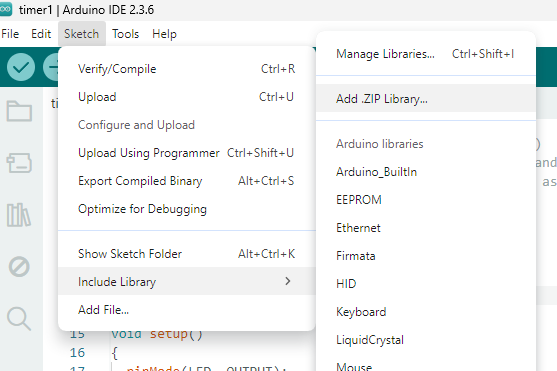 timer1 | Arduino IDE 2.3.6
File Edit Sketch Tools Help
Verify/Compile Ctrl+R
Upload Ctrl+U
Configure and Upload
Upload Using Programmer Ctrl+Shift+U
Export Compiled Binary Alt+Ctrl+S
Optimize for Debugging
Show Sketch Folder Alt+Ctrl+K
Include Library
Add File...
Manage Libraries... Ctrl+Shift+I
Add .ZIP Library...
Arduino libraries
Arduino_BuiltIn
EEPROM
Ethernet
Firmata
HID
Keyboard
LiquidCrystal
Mouse
ti
)
and
as
15 void setup()
16 {
17 pinMode(LED, OUTPUT);